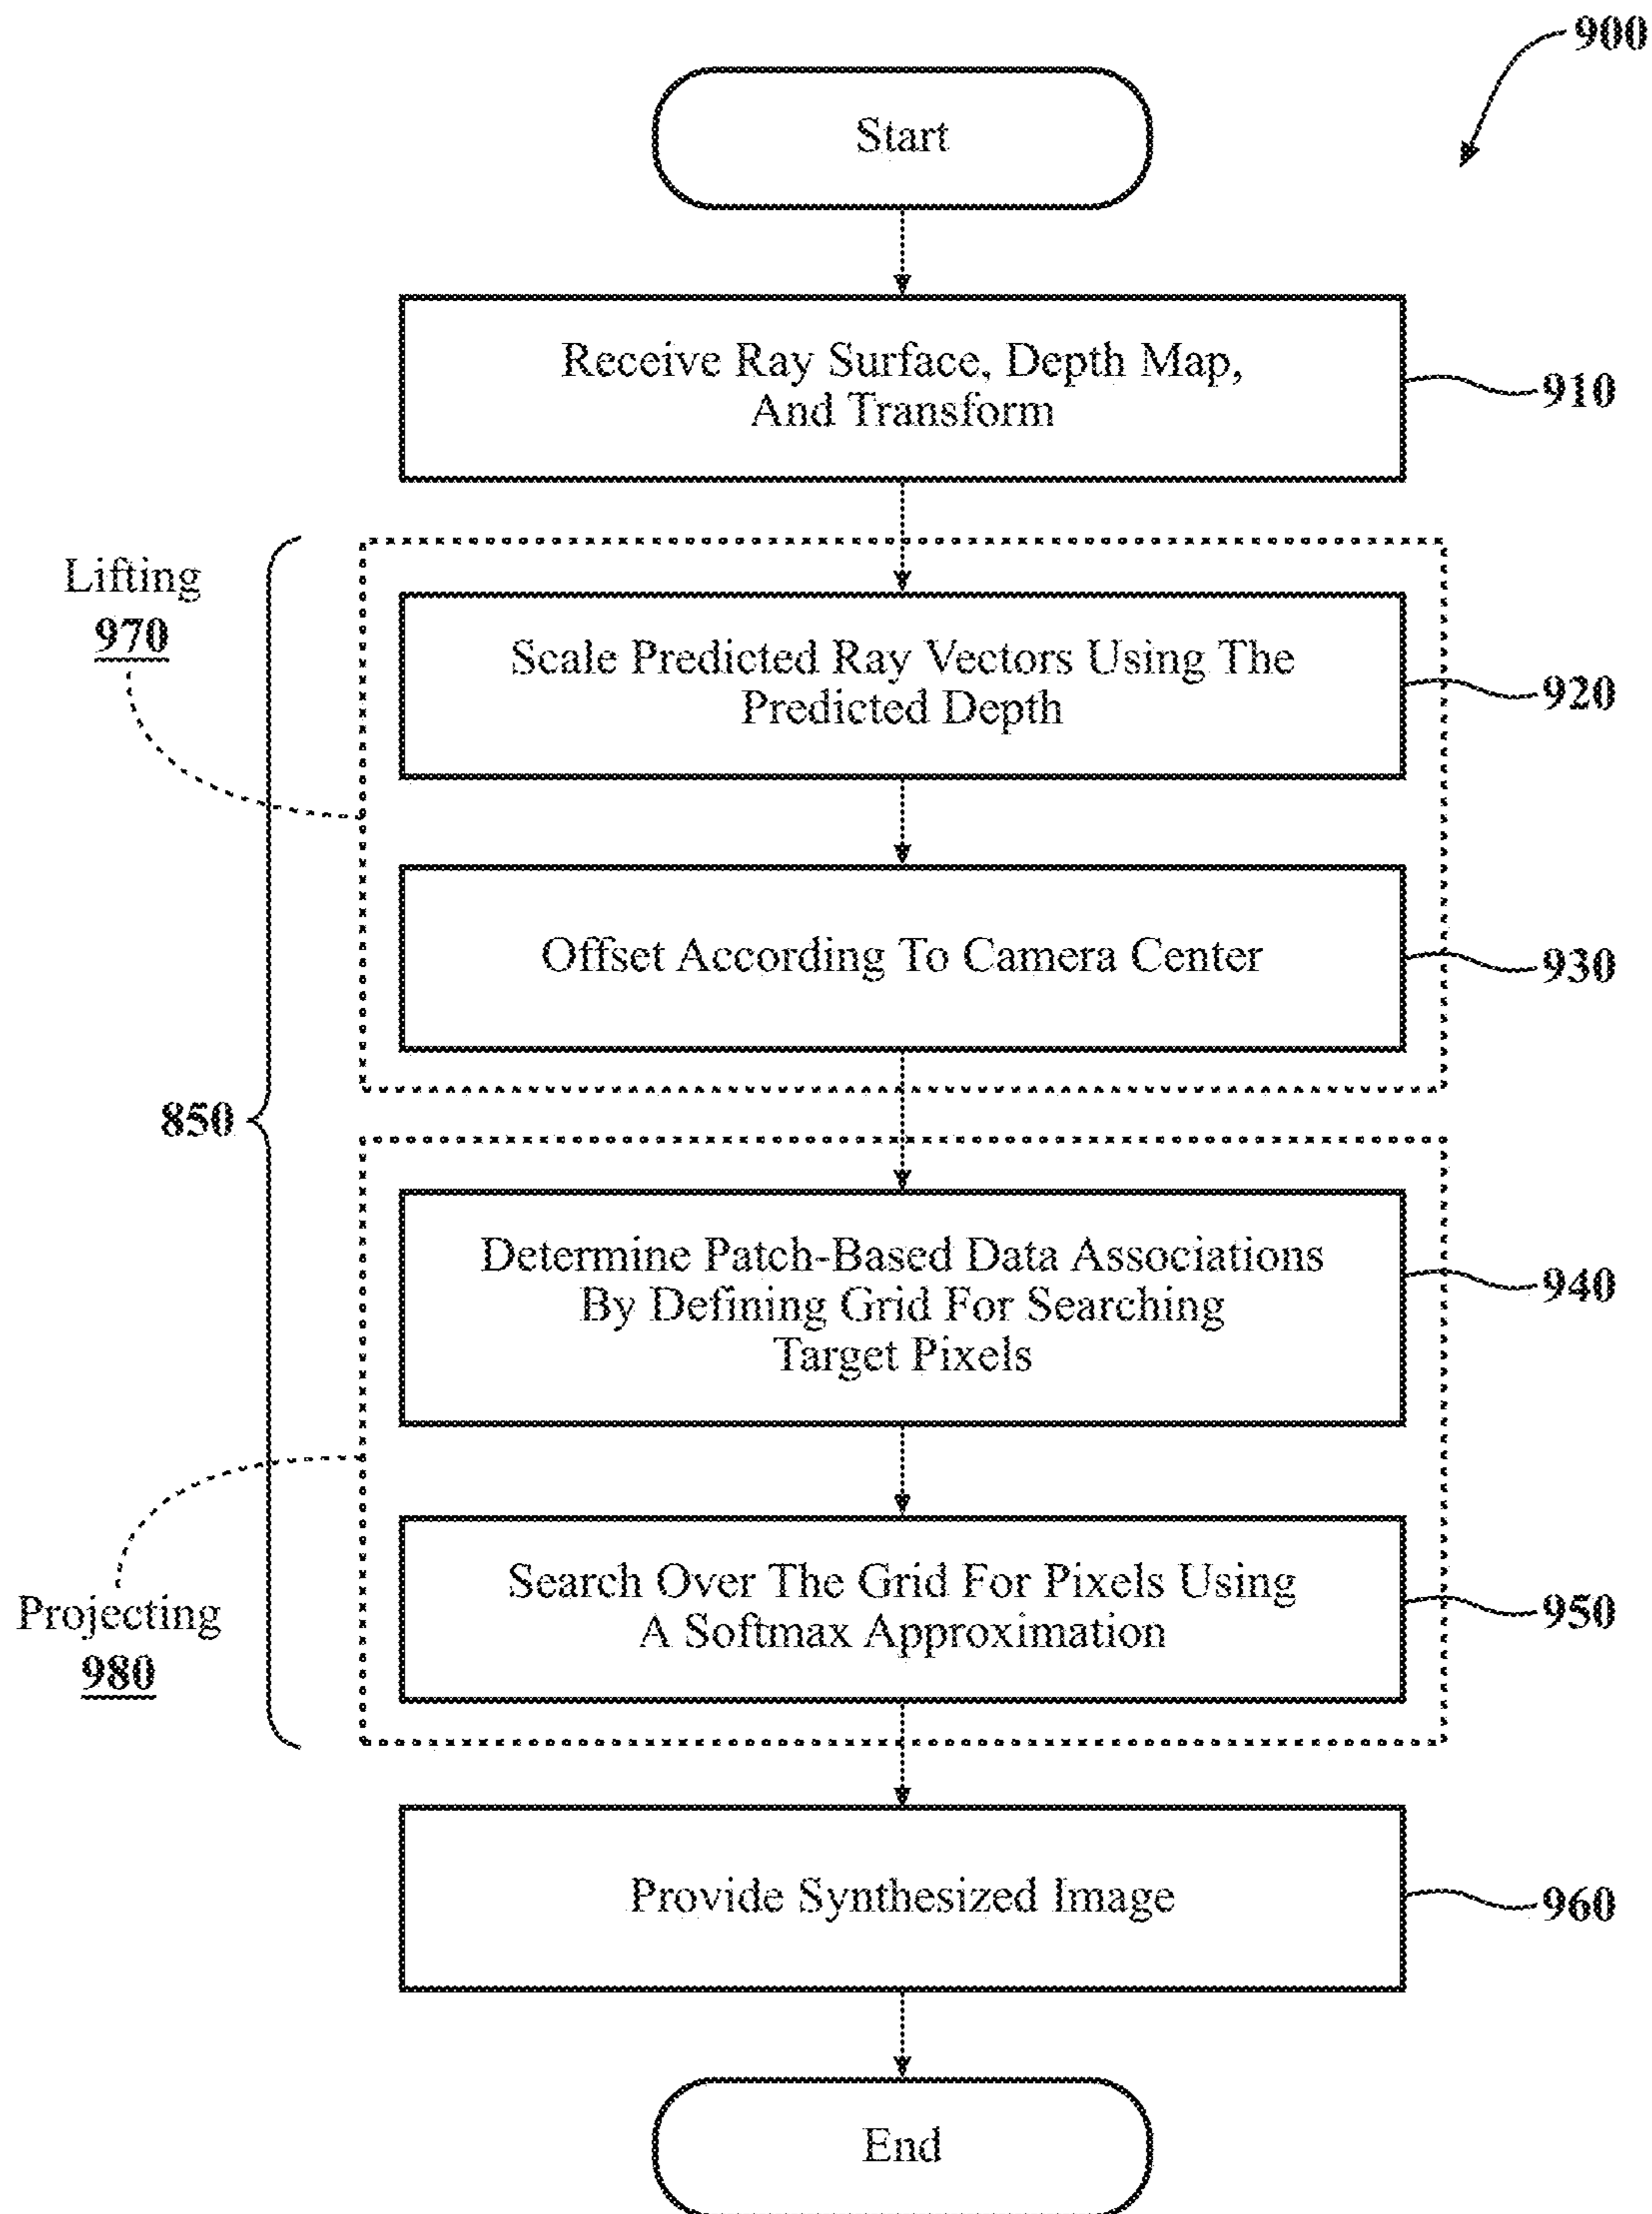 900
Start
Receive Ray Surface, Depth Map,
And Transform
910
Lifting
970
Scale Predicted Ray Vectors Using The
Predicted Depth
920
Offset According To Camera Center
930
850
Determine Patch-Based Data Associations
By Defining Grid For Searching
Target Pixels
940
Search Over The Grid For Pixels Using
A Softmax Approximation
950
Projecting
980
Provide Synthesized Image
960
End